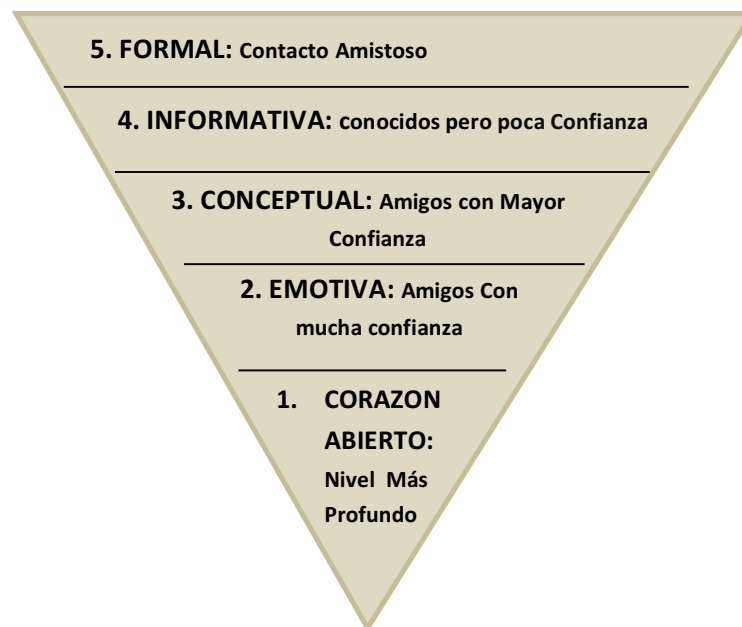 5. FORMAL: Contacto Amistoso
4. INFORMATIVA: conocidos pero poca Confianza
3. CONCEPTUAL: Amigos con Mayor
Confianza
2. EMOTIVA: Amigos Con
mucha confianza
1. CORAZON
ABIERTO:
Nivel Más
Profundo